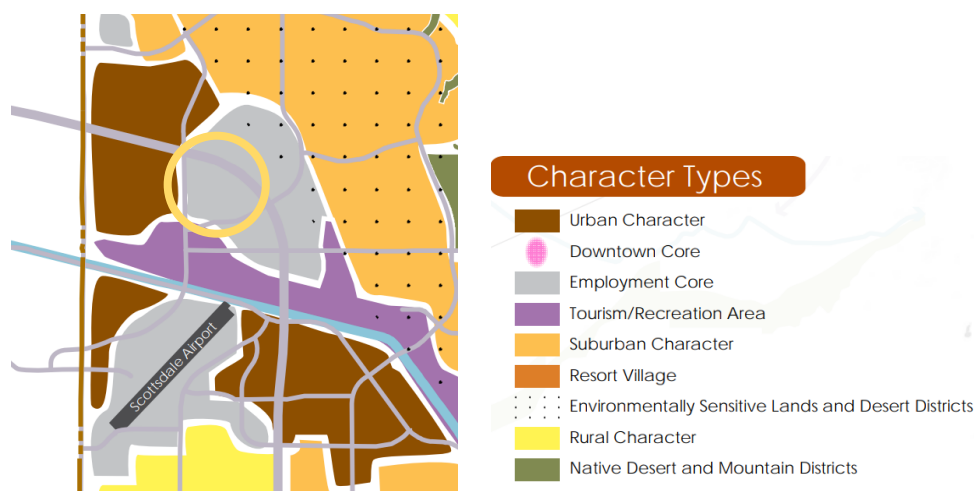 Scottsdale Airport
Character Types
Urban Character
Downtown Core
Employment Core
Tourism/Recreation Area
Suburban Character
Resort Village
Environmentally Sensitive Lands and Desert Districts
Rural Character
Native Desert and Mountain Districts